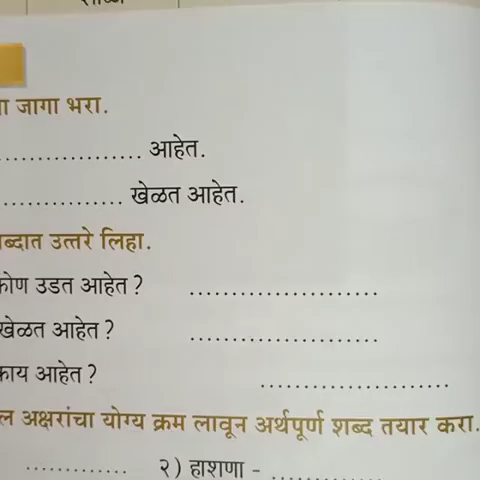 जागा भरा.
.................. आहेत.
............... खेळत आहेत.
उत्तरे लिहा.
कोण उडत आहेत ? ........................
खेळत आहेत ? ........................
काय आहेत ? ........................
अक्षरांचा योग्य क्रम लावून अर्थपूर्ण शब्द तयार करा.
............. २) हाशणा - ..............